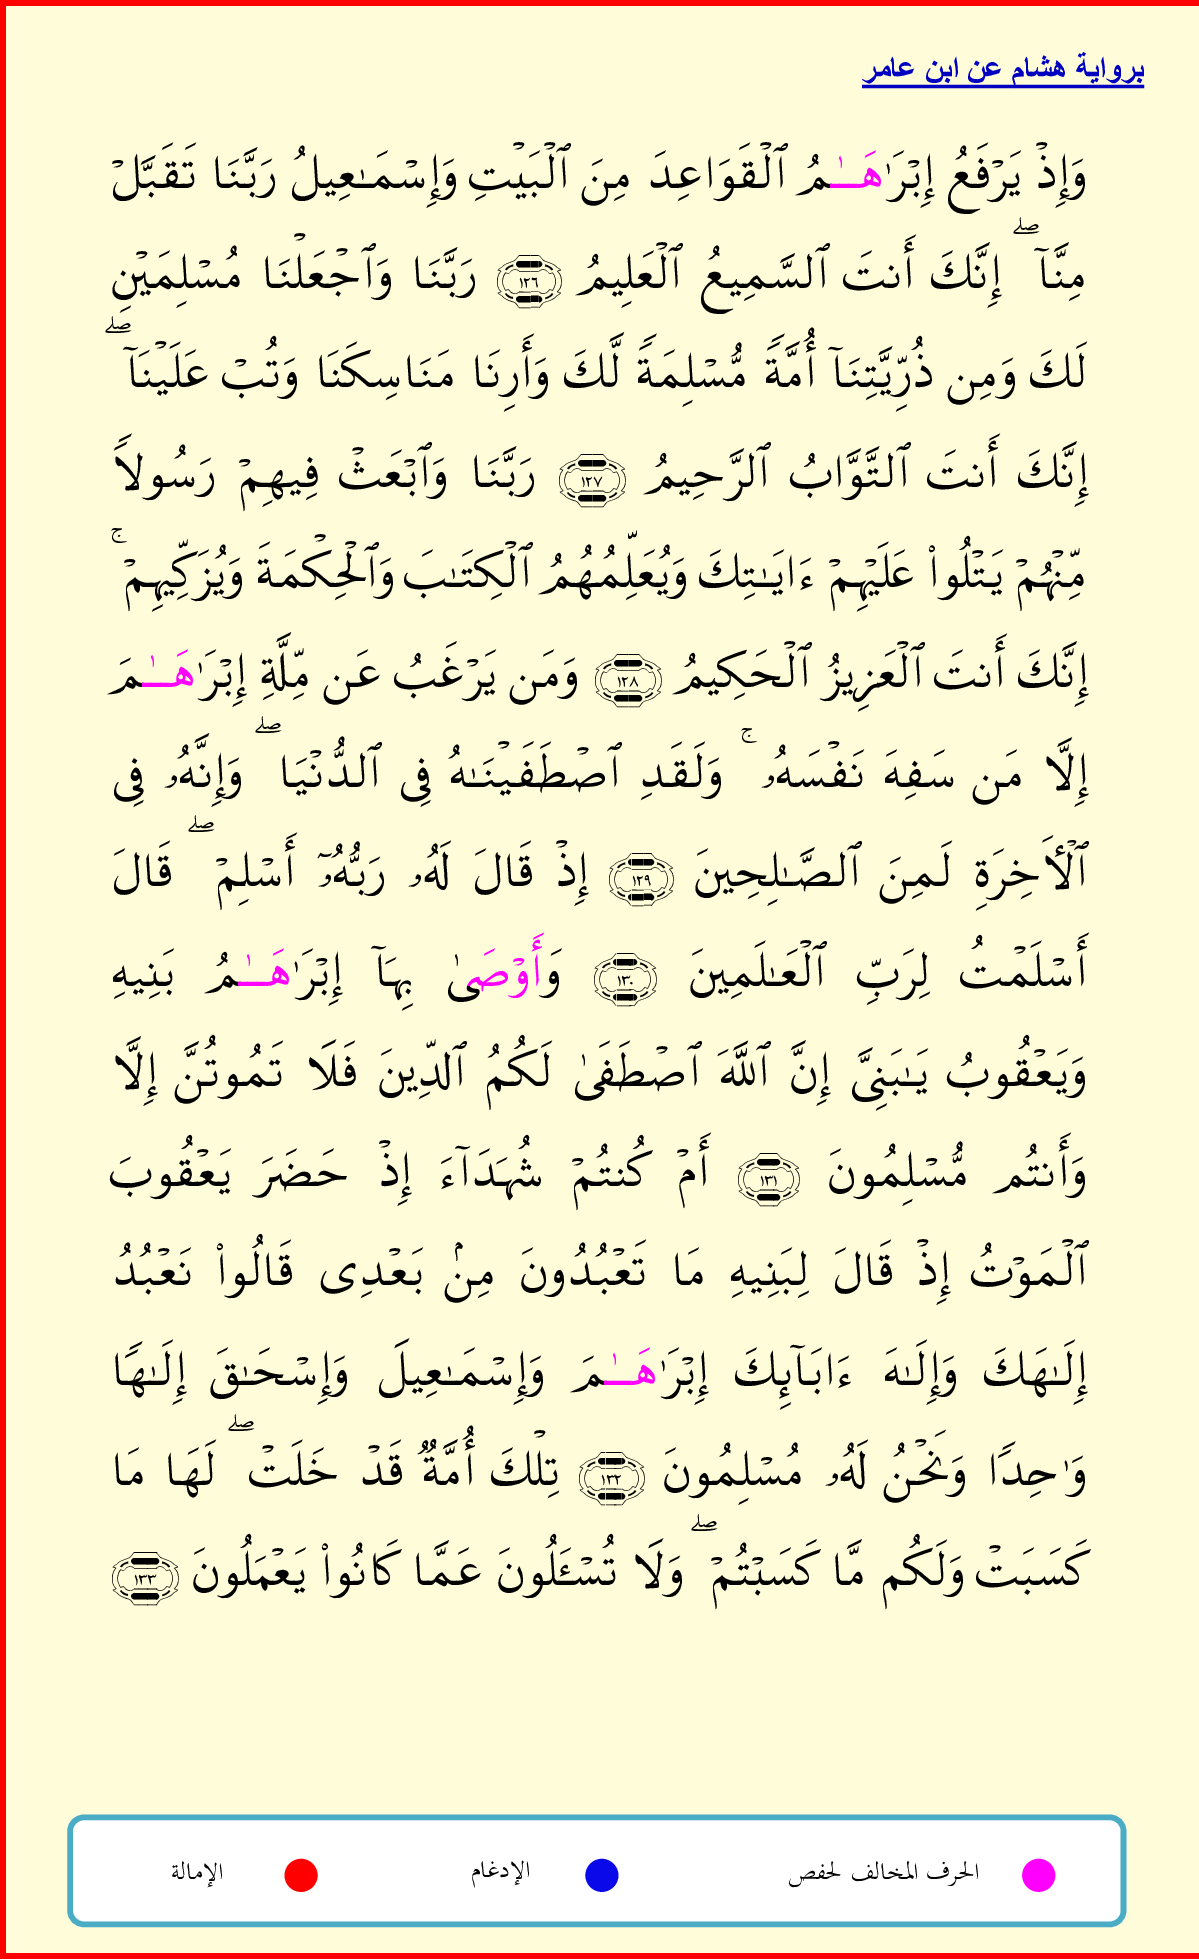 برواية هشام عن ابن عامر
وَإِذْ يَرْفَعُ إِبْرَٰهَـٰمُ ٱلْقَوَاعِدَ مِنَ ٱلْبَيْتِ وَإِسْمَـٰعِيلُ رَبَّنَا تَقَبَّلْ
مِنَّآ ۖ إِنَّكَ أَنتَ ٱلسَّمِيعُ ٱلْعَلِيمُ ١٢٦ رَبَّنَا وَٱجْعَلْنَا مُسْلِمَيْنِ
لَكَ وَمِن ذُرِّيَّتِنَآ أُمَّةً مُّسْلِمَةً لَّكَ وَأَرِنَا مَنَاسِكَنَا وَتُبْ عَلَيْنَآ ۖ
إِنَّكَ أَنتَ ٱلتَّوَّابُ ٱلرَّحِيمُ ١٢٧ رَبَّنَا وَٱبْعَثْ فِيهِمْ رَسُولاً
مِّنْهُمْ يَتْلُواْ عَلَيْهِمْ ءَايَـٰتِكَ وَيُعَلِّمُهُمُ ٱلْكِتَـٰبَ وَٱلْحِكْمَةَ وَيُزَكِّيهِمْ ۚ
إِنَّكَ أَنتَ ٱلْعَزِيزُ ٱلْحَكِيمُ ١٢٨ وَمَن يَرْغَبُ عَن مِّلَّةِ إِبْرَٰهَـٰمَ
إِلَّا مَن سَفِهَ نَفْسَهُۥ ۚ وَلَقَدِ ٱصْطَفَيْنَـٰهُ فِى ٱلدُّنْيَا ۖ وَإِنَّهُۥ فِى
ٱلْأَخِرَةِ لَمِنَ ٱلصَّـٰلِحِينَ ١٢٩ إِذْ قَالَ لَهُۥ رَبُّهُۥٓ أَسْلِمْ ۖ قَالَ
أَسْلَمْتُ لِرَبِّ ٱلْعَـٰلَمِينَ ١٣٠ وَأَوْصَىٰ بِهَآ إِبْرَٰهَـٰمُ بَنِيهِ
وَيَعْقُوبُ يَـٰبَنِىَّ إِنَّ ٱللَّهَ ٱصْطَفَىٰ لَكُمُ ٱلدِّينَ فَلَا تَمُوتُنَّ إِلَّا
وَأَنتُم مُّسْلِمُونَ ١٣١ أَمْ كُنتُمْ شُهَدَآءَ إِذْ حَضَرَ يَعْقُوبَ
ٱلْمَوْتُ إِذْ قَالَ لِبَنِيهِ مَا تَعْبُدُونَ مِنۢ بَعْدِى قَالُواْ نَعْبُدُ
إِلَـٰهَكَ وَإِلَـٰهَ ءَابَآئِكَ إِبْرَٰهَـٰمَ وَإِسْمَـٰعِيلَ وَإِسْحَـٰقَ إِلَـٰهًا
وَٰحِدًا وَنَحْنُ لَهُۥ مُسْلِمُونَ ١٣٢ تِلْكَ أُمَّةٌ قَدْ خَلَتْ ۖ لَهَا مَا
كَسَبَتْ وَلَكُم مَّا كَسَبْتُمْ ۖ وَلَا تُسْـَٔلُونَ عَمَّا كَانُواْ يَعْمَلُونَ ١٣٣
الحرف المخالف لحفص الإدغام الإمالة